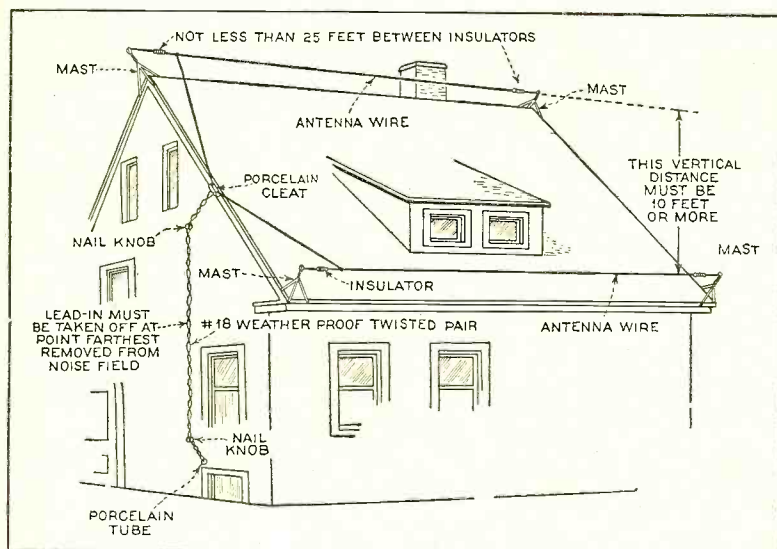 NOT LESS THAN 25 FEET BETWEEN INSULATORS
MAST
MAST
ANTENNA WIRE
THIS VERTICAL
DISTANCE
MUST BE
10 FEET
OR MORE
PORCELAIN
CLEAT
NAIL KNOB
MAST
MAST
INSULATOR
ANTENNA WIRE
LEAD-IN MUST
BE TAKEN OFF AT
POINT FARTHEST
REMOVED FROM
NOISE FIELD
#18 WEATHER PROOF TWISTED PAIR
NAIL
KNOB
PORCELAIN
TUBE